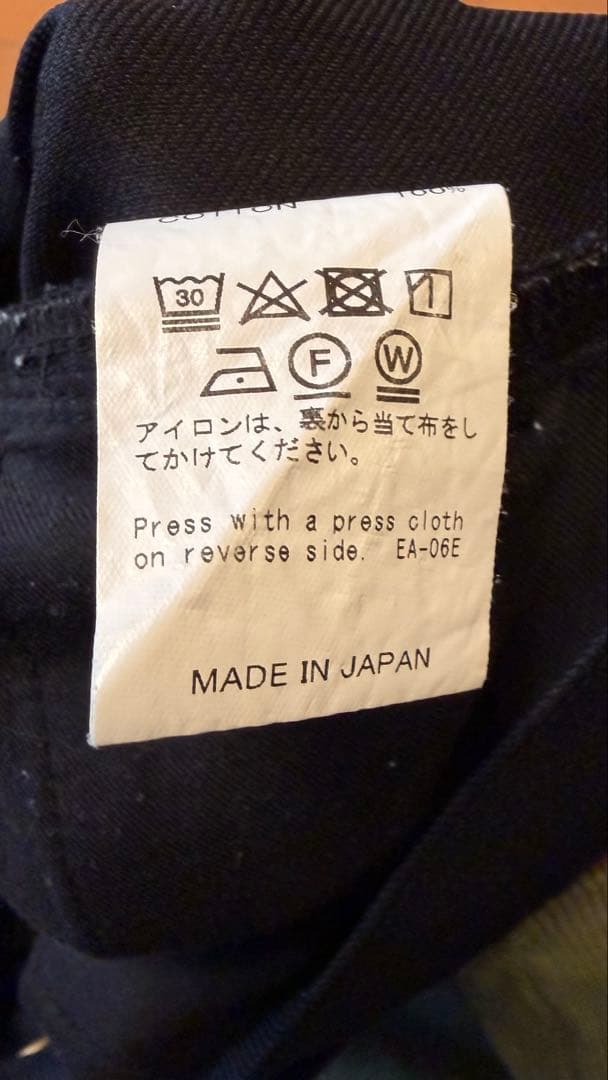 COTTON 100%
30
F W
アイロンは、裏から当て布をし
てかけてください。
Press with a press cloth
on reverse side. EA-06E
MADE IN JAPAN